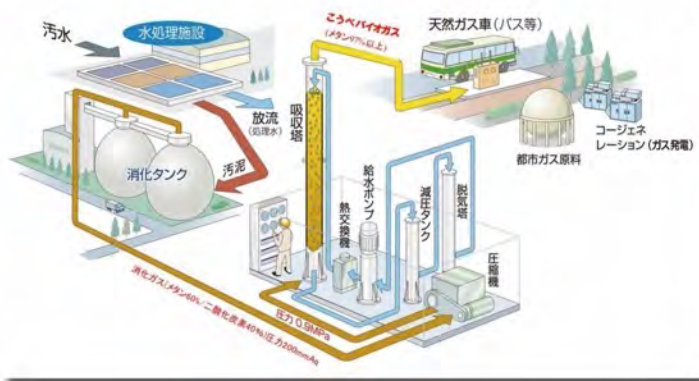 汚水
水処理施設
こうべバイオガス
(メタン97%以上)
天然ガス車(バス等)
放流
(処理水)
吸収塔
消化タンク
汚泥
都市ガス原料
コージェネ
レーション(ガス発電)
熱交換機
給水ポンプ
減圧タンク
脱気塔
圧縮機
圧力 0.9MPa
消化ガス(メタン60%/二酸化炭素40%)圧力200mmAq